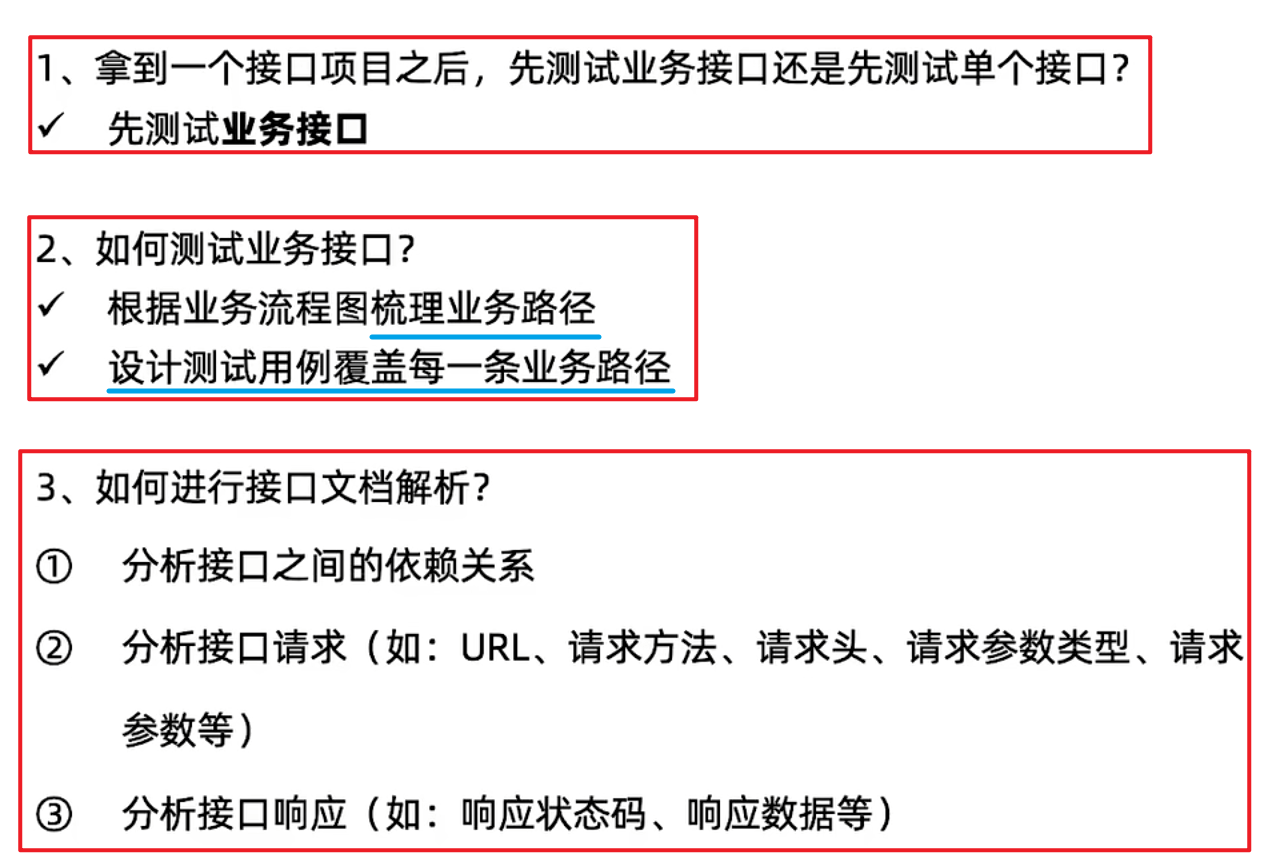 1、拿到一个接口项目之后，先测试业务接口还是先测试单个接口？
✓ 先测试业务接口
2、如何测试业务接口？
✓ 根据业务流程图梳理业务路径
✓ 设计测试用例覆盖每一条业务路径
3、如何进行接口文档解析？
① 分析接口之间的依赖关系
② 分析接口请求（如：URL、请求方法、请求头、请求参数类型、请求
参数等）
③ 分析接口响应（如：响应状态码、响应数据等）